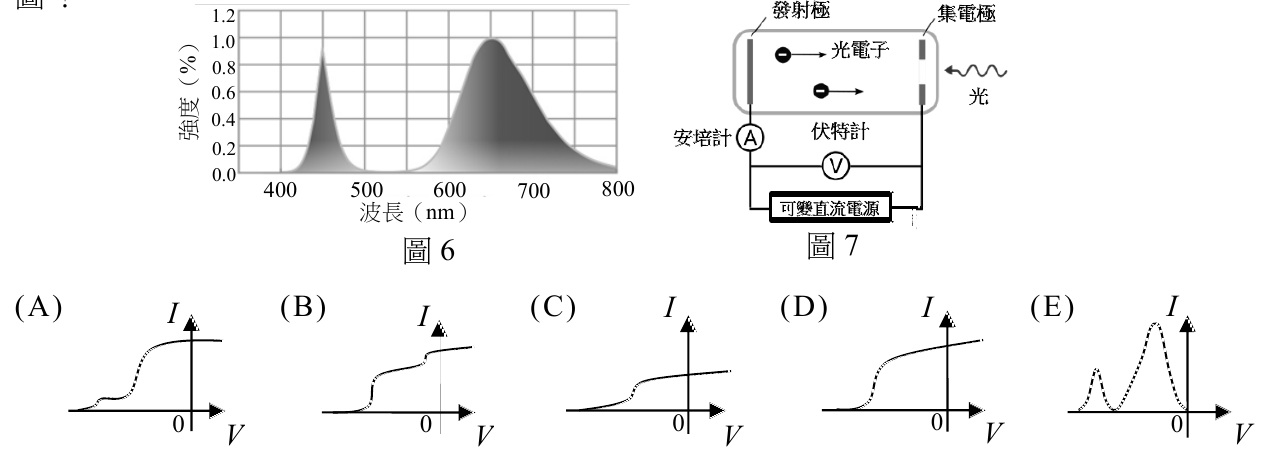 圖？
1.2
1.0
0.8
0.6
0.4
0.2
0.0
強度（%）
400 500 600 700 800
波長（nm）
圖 6
發射極
集電極
光電子
光
安培計
A
伏特計
V
可變直流電源
圖 7
(A) I 0 V
(B) I 0 V
(C) I 0 V
(D) I 0 V
(E) I 0 V